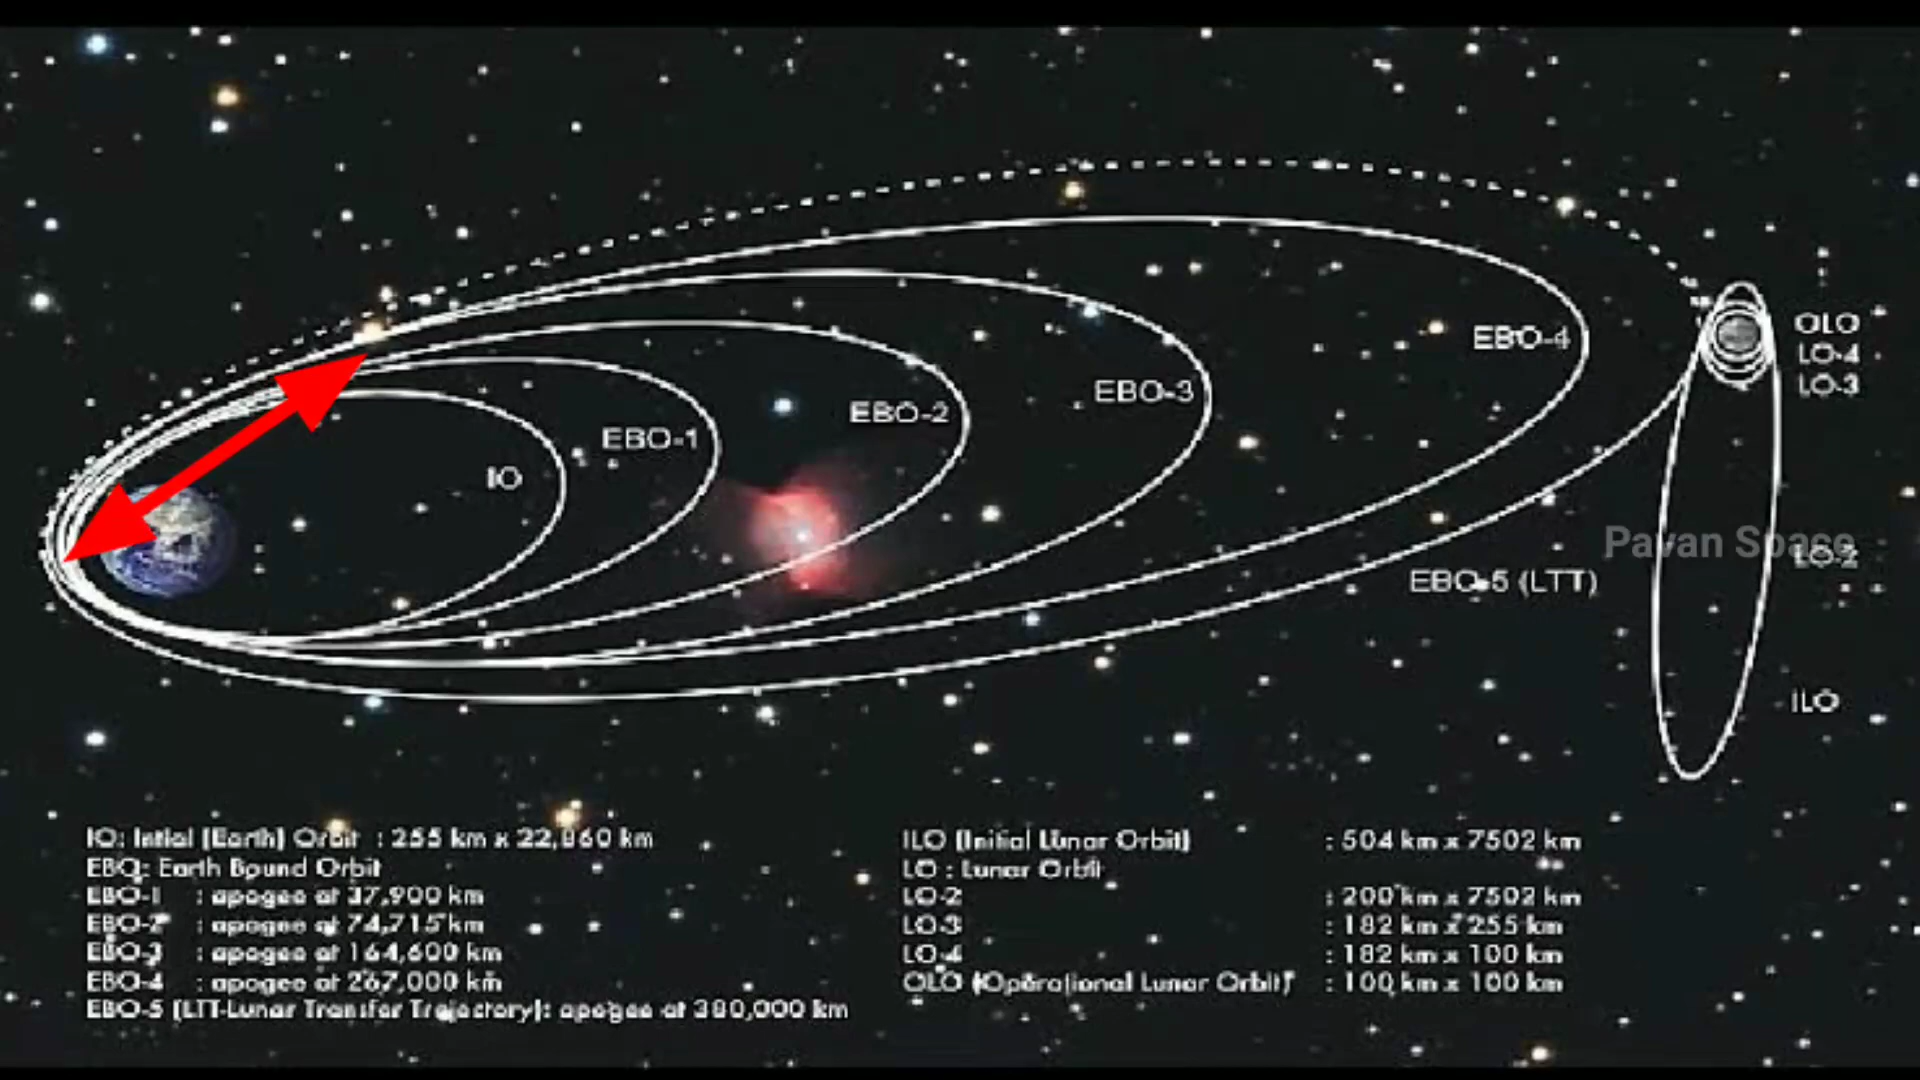 EBO-4
OLO
LO-4
LO-3
EBO-3
EBO-2
EBO-1
IO
Pavan Space
LO-2
EBO-5 (LTT)
ILO
IO: Intial (Earth) Orbit : 255 km x 22,860 km
EBO: Earth Bound Orbit
EBO-1 : apogee at 37,900 km
EBO-2 : apogee at 74,715 km
EBO-3 : apogee at 164,600 km
EBO-4 : apogee at 267,000 km
EBO-5 (LTT-Lunar Transfer Trajectory): apogee at 380,000 km
ILO (Initial Lunar Orbit) : 504 km x 7502 km
LO : Lunar Orbit
LO-2 : 200 km x 7502 km
LO-3 : 182 km x 255 km
LO-4 : 182 km x 100 km
OLO (Operational Lunar Orbit) : 100 km x 100 km